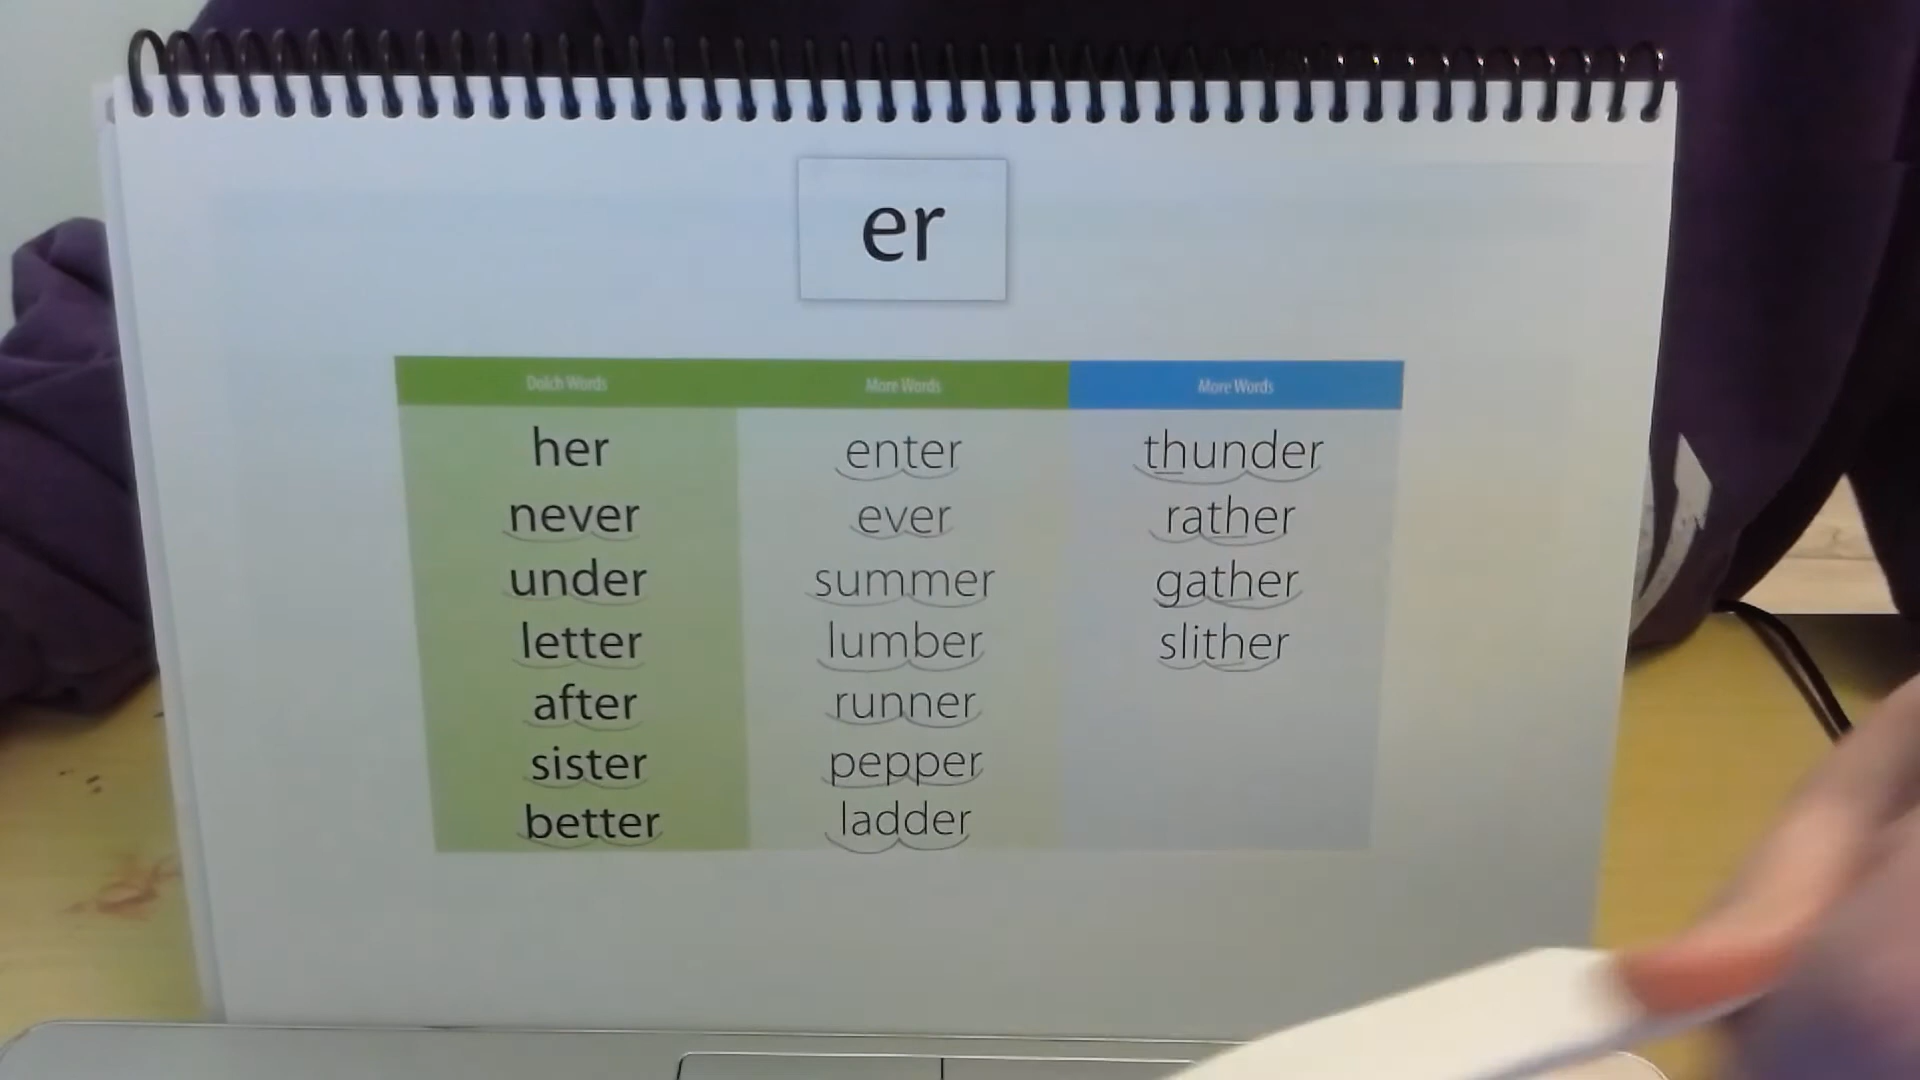 er
Dolch Words More Words More Words
her enter thunder
never ever rather
under summer gather
letter lumber slither
after runner
sister pepper
better ladder